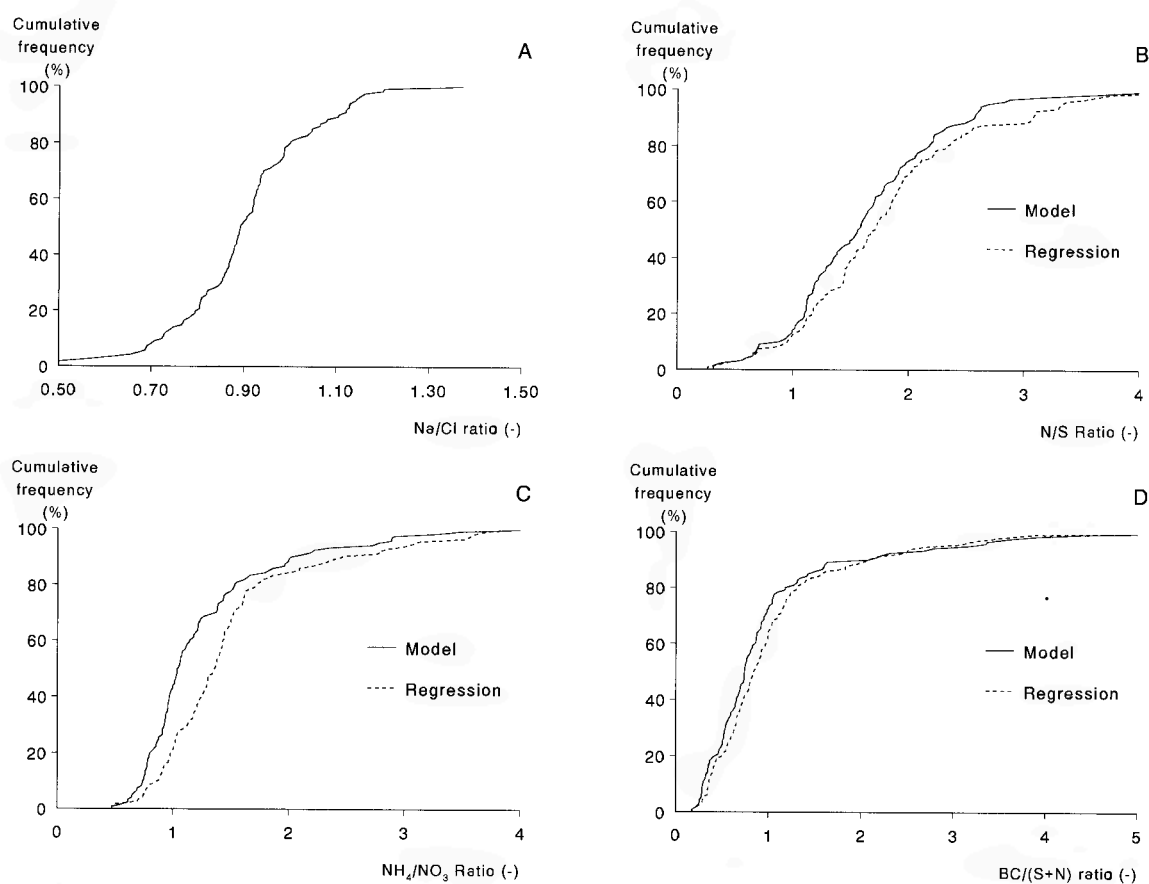 Cumulative
frequency
(%)
A
100
80
60
40
20
0
0.50 0.70 0.90 1.10 1.30 1.50
Na/Cl ratio (-)
Cumulative
frequency
(%)
B
100
80
60
40
20
0
Model
Regression
0 1 2 3 4
N/S Ratio (-)
Cumulative
frequency
(%)
C
100
80
60
40
20
0
Model
Regression
0 1 2 3 4
NH₄/NO₃ Ratio (-)
Cumulative
frequency
(%)
D
100
80
60
40
20
0
Model
Regression
0 1 2 3 4 5
BC/(S+N) ratio (-)